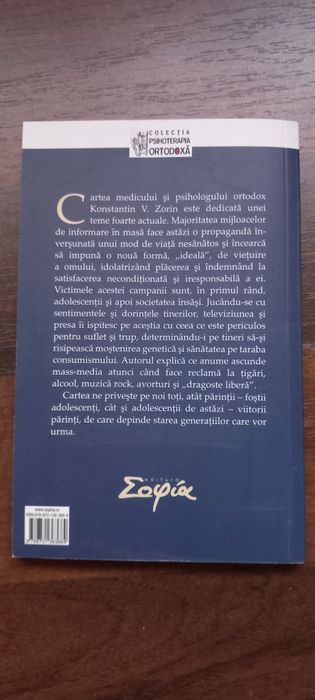 COLECȚIA
PSIHOTERAPIA
ORTODOXĂ
Cartea medicului și psihologului ortodox
Konstantin V. Zorin este dedicată unei
teme foarte actuale. Majoritatea mijloacelor
de informare în masă face astăzi o propagandă în-
verșunată unui mod de viață nesănătos și încearcă
să impună o nouă formă, „ideală”, de viețuire
a omului, idolatrizând plăcerea și îndemnând la
satisfacerea necondiționată și iresponsabilă a ei.
Victimele acestei campanii sunt, în primul rând,
adolescenții și apoi societatea însăși. Jucându-se cu
sentimentele și dorințele tinerilor, televiziunea și
presa îi ispitesc pe aceștia cu ceea ce este periculos
pentru suflet și trup, determinându-i pe tineri să-și
risipească moștenirea genetică și sănătatea pe taraba
consumismului. Autorul explică ce anume ascunde
mass-media atunci când face reclamă la țigări,
alcool, muzică rock, avorturi și „dragoste liberă”.
Cartea ne privește pe noi toți, atât părinții – foștii
adolescenți, cât și adolescenții de astăzi – viitorii
părinți, de care depinde starea generațiilor care vor
urma.
editura
Σοφία
www.sophia.ro